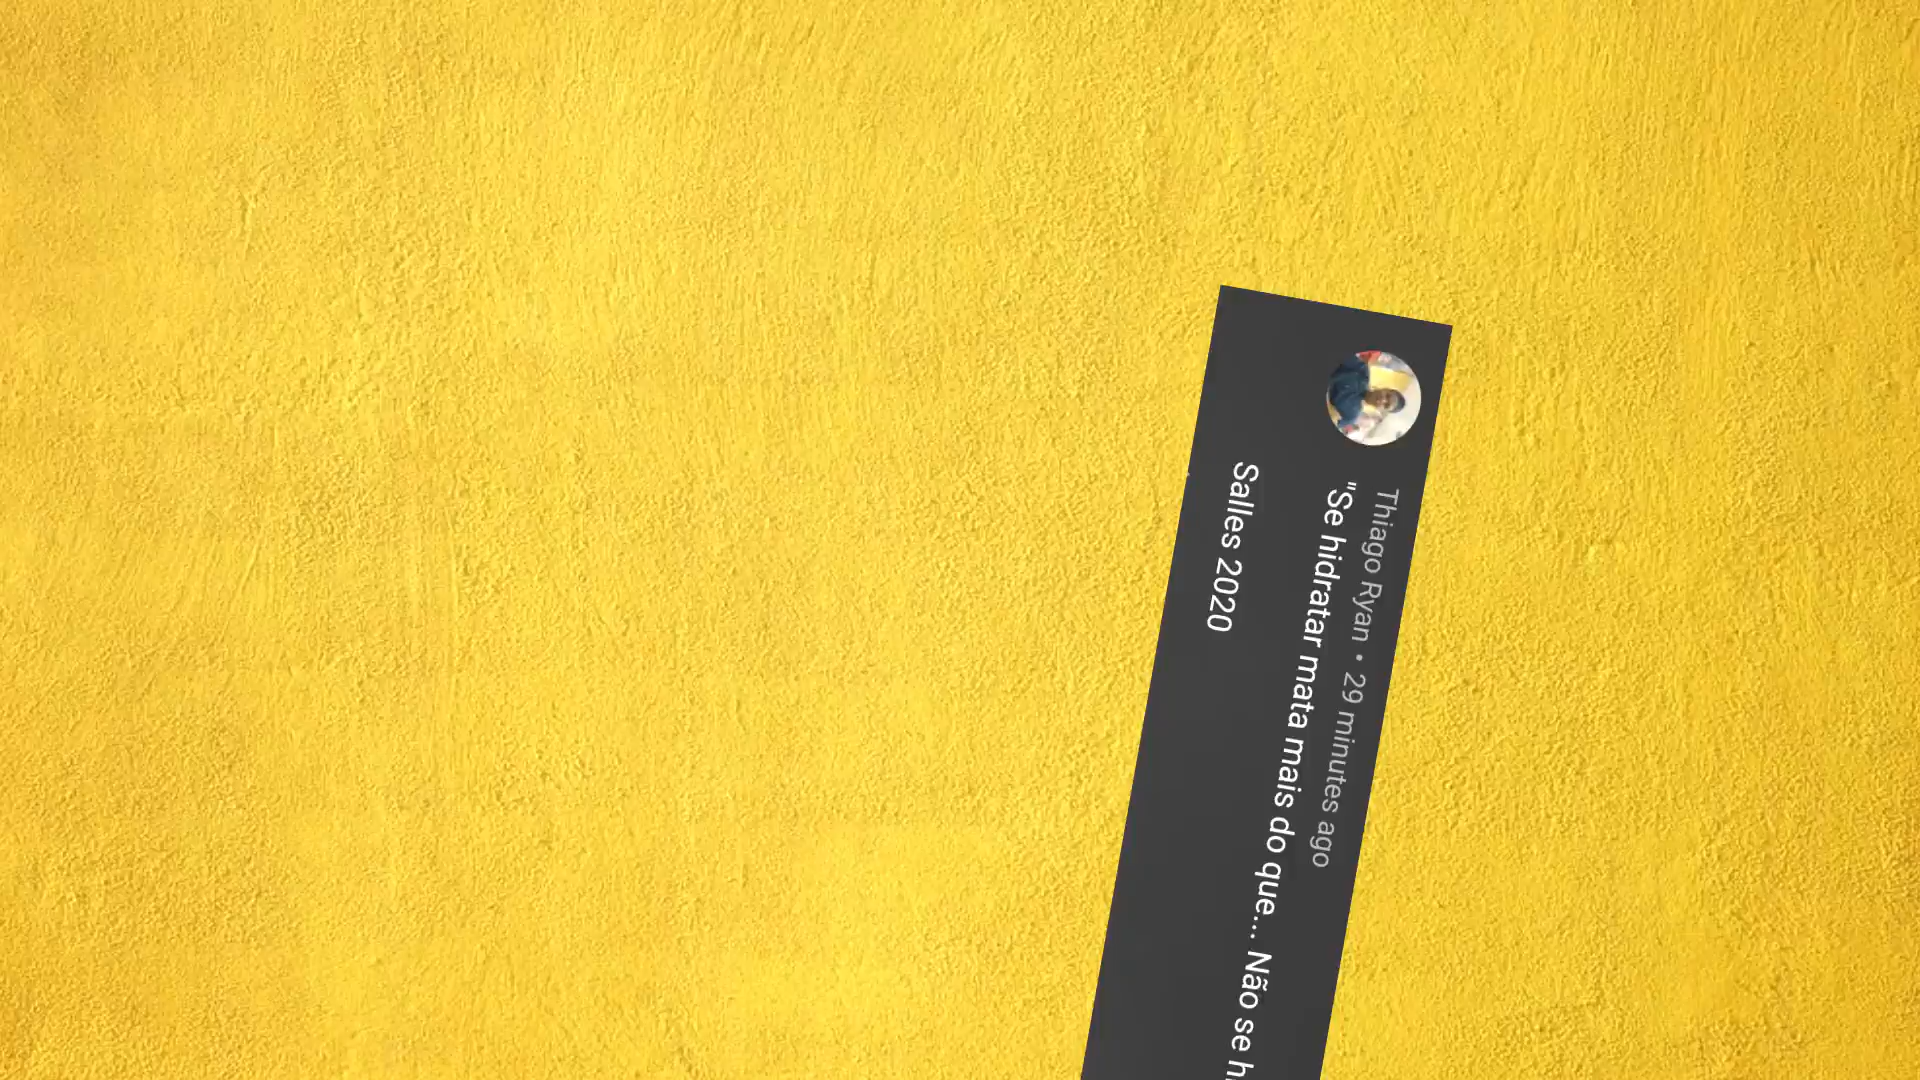 Thiago Ryan • 29 minutes ago
"Se hidratar mata mais do que... Não se
Salles 2020